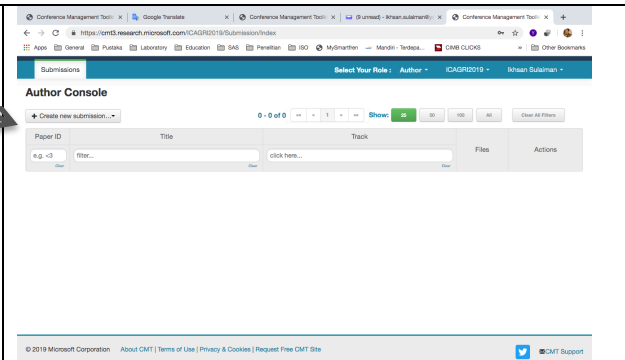 Conference Management Toolki
Google Translate
Conference Management Toolki
(9 unread) - ikhsan.sulaiman@y
Conference Management Toolki
https://cmt3.research.microsoft.com/ICAGRI2019/Submission/Index
Apps General Pustaka Laboratory Education SAS Penelitian ISO MySmarthen Mandiri - Terdepa... CIMB CLICKS » Other Bookmarks
Submissions Select Your Role : Author ICAGRI2019 Ikhsan Sulaiman
Author Console
+ Create new submission... 0 - 0 of 0 «« « 1 » »» Show: 25 50 100 All Clear All Filters
Paper ID Title Track Files Actions
e.g. <3 filter... click here...
Clear Clear Clear
© 2019 Microsoft Corporation About CMT | Terms of Use | Privacy & Cookies | Request Free CMT Site CMT Support